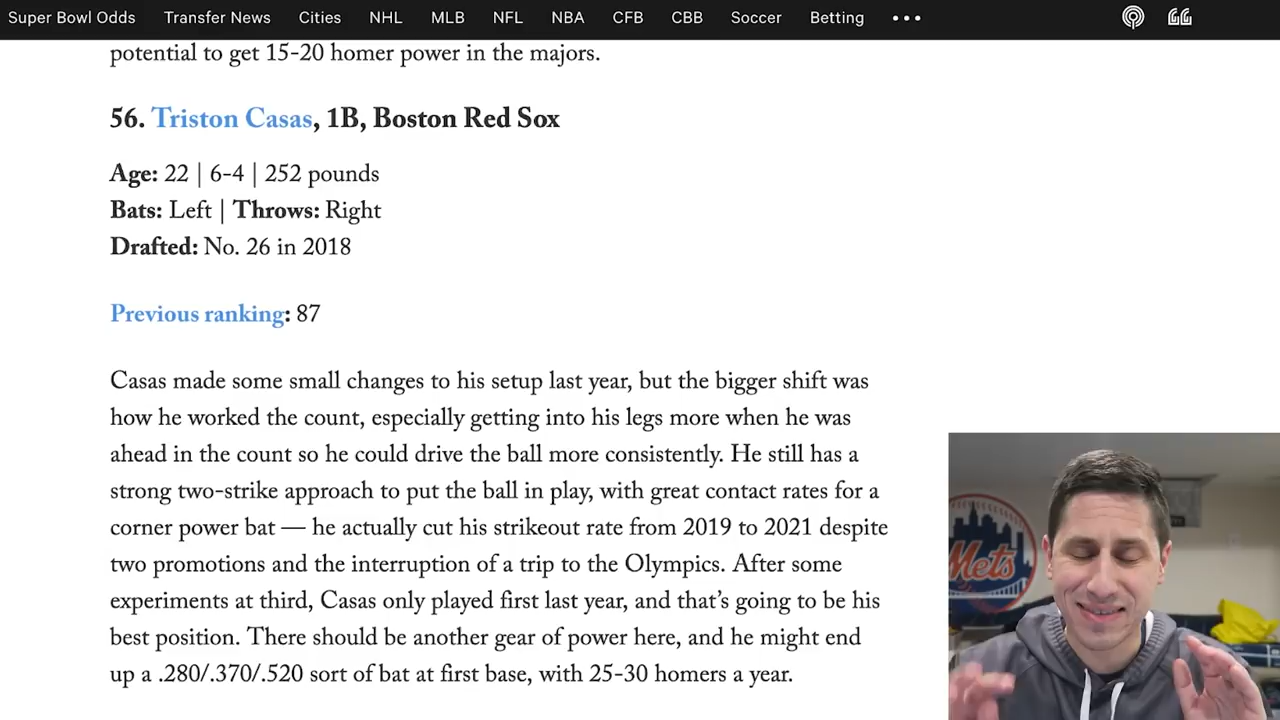 Super Bowl Odds Transfer News Cities NHL MLB NFL NBA CFB CBB Soccer Betting
potential to get 15-20 homer power in the majors.
56. Triston Casas, 1B, Boston Red Sox
Age: 22 | 6-4 | 252 pounds
Bats: Left | Throws: Right
Drafted: No. 26 in 2018
Previous ranking: 87
Casas made some small changes to his setup last year, but the bigger shift was
how he worked the count, especially getting into his legs more when he was
ahead in the count so he could drive the ball more consistently. He still has a
strong two-strike approach to put the ball in play, with great contact rates for a
corner power bat — he actually cut his strikeout rate from 2019 to 2021 despite
two promotions and the interruption of a trip to the Olympics. After some
experiments at third, Casas only played first last year, and that’s going to be his
best position. There should be another gear of power here, and he might end
up a .280/.370/.520 sort of bat at first base, with 25-30 homers a year.
Mets